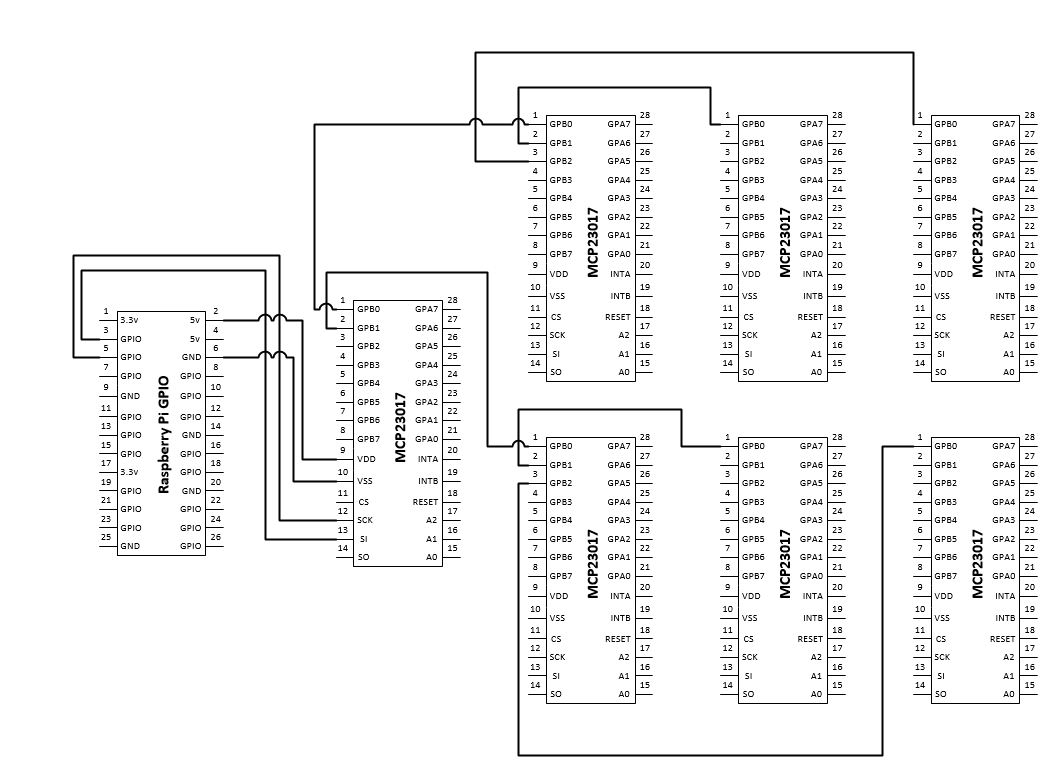 Raspberry Pi GPIO
1 3.3v 5v 2
3 GPIO 5v 4
5 GPIO GND 6
7 GPIO GPIO 8
9 GND GPIO 10
11 GPIO GPIO 12
13 GPIO GND 14
15 GPIO GPIO 16
17 3.3v GPIO 18
19 GPIO GND 20
21 GPIO GPIO 22
23 GPIO GPIO 24
25 GND GPIO 26
MCP23017
1 GPB0 GPA7 28
2 GPB1 GPA6 27
3 GPB2 GPA5 26
4 GPB3 GPA4 25
5 GPB4 GPA3 24
6 GPB5 GPA2 23
7 GPB6 GPA1 22
8 GPB7 GPA0 21
9 VDD INTA 20
10 VSS INTB 19
11 CS RESET 18
12 SCK A2 17
13 SI A1 16
14 SO A0 15
MCP23017
1 GPB0 GPA7 28
2 GPB1 GPA6 27
3 GPB2 GPA5 26
4 GPB3 GPA4 25
5 GPB4 GPA3 24
6 GPB5 GPA2 23
7 GPB6 GPA1 22
8 GPB7 GPA0 21
9 VDD INTA 20
10 VSS INTB 19
11 CS RESET 18
12 SCK A2 17
13 SI A1 16
14 SO A0 15
MCP23017
1 GPB0 GPA7 28
2 GPB1 GPA6 27
3 GPB2 GPA5 26
4 GPB3 GPA4 25
5 GPB4 GPA3 24
6 GPB5 GPA2 23
7 GPB6 GPA1 22
8 GPB7 GPA0 21
9 VDD INTA 20
10 VSS INTB 19
11 CS RESET 18
12 SCK A2 17
13 SI A1 16
14 SO A0 15
MCP23017
1 GPB0 GPA7 28
2 GPB1 GPA6 27
3 GPB2 GPA5 26
4 GPB3 GPA4 25
5 GPB4 GPA3 24
6 GPB5 GPA2 23
7 GPB6 GPA1 22
8 GPB7 GPA0 21
9 VDD INTA 20
10 VSS INTB 19
11 CS RESET 18
12 SCK A2 17
13 SI A1 16
14 SO A0 15
MCP23017
1 GPB0 GPA7 28
2 GPB1 GPA6 27
3 GPB2 GPA5 26
4 GPB3 GPA4 25
5 GPB4 GPA3 24
6 GPB5 GPA2 23
7 GPB6 GPA1 22
8 GPB7 GPA0 21
9 VDD INTA 20
10 VSS INTB 19
11 CS RESET 18
12 SCK A2 17
13 SI A1 16
14 SO A0 15
MCP23017
1 GPB0 GPA7 28
2 GPB1 GPA6 27
3 GPB2 GPA5 26
4 GPB3 GPA4 25
5 GPB4 GPA3 24
6 GPB5 GPA2 23
7 GPB6 GPA1 22
8 GPB7 GPA0 21
9 VDD INTA 20
10 VSS INTB 19
11 CS RESET 18
12 SCK A2 17
13 SI A1 16
14 SO A0 15
MCP23017
1 GPB0 GPA7 28
2 GPB1 GPA6 27
3 GPB2 GPA5 26
4 GPB3 GPA4 25
5 GPB4 GPA3 24
6 GPB5 GPA2 23
7 GPB6 GPA1 22
8 GPB7 GPA0 21
9 VDD INTA 20
10 VSS INTB 19
11 CS RESET 18
12 SCK A2 17
13 SI A1 16
14 SO A0 15